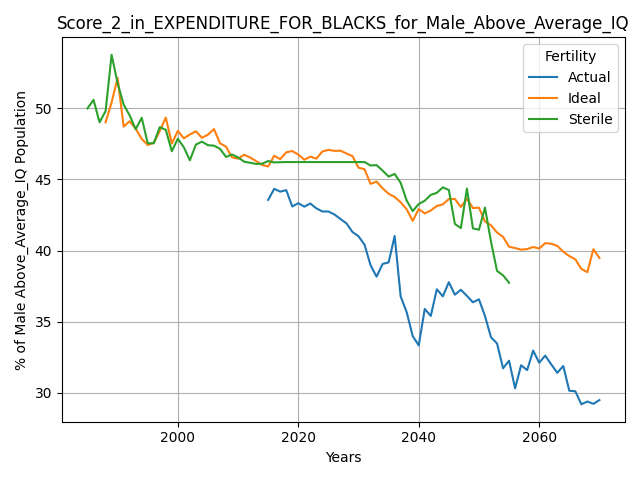 Score_2_in_EXPENDITURE_FOR_BLACKS_for_Male_Above_Average_IQ
Fertility
Actual
Ideal
Sterile
% of Male Above_Average_IQ Population
50
45
40
35
30
2000
2020
2040
2060
Years